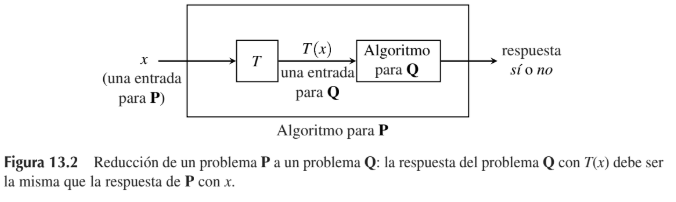 x
(una entrada
para P)
T
T(x)
una entrada
para Q
Algoritmo
para Q
respuesta
sí o no
Algoritmo para P
Figura 13.2 Reducción de un problema P a un problema Q: la respuesta del problema Q con T(x) debe ser
la misma que la respuesta de P con x.